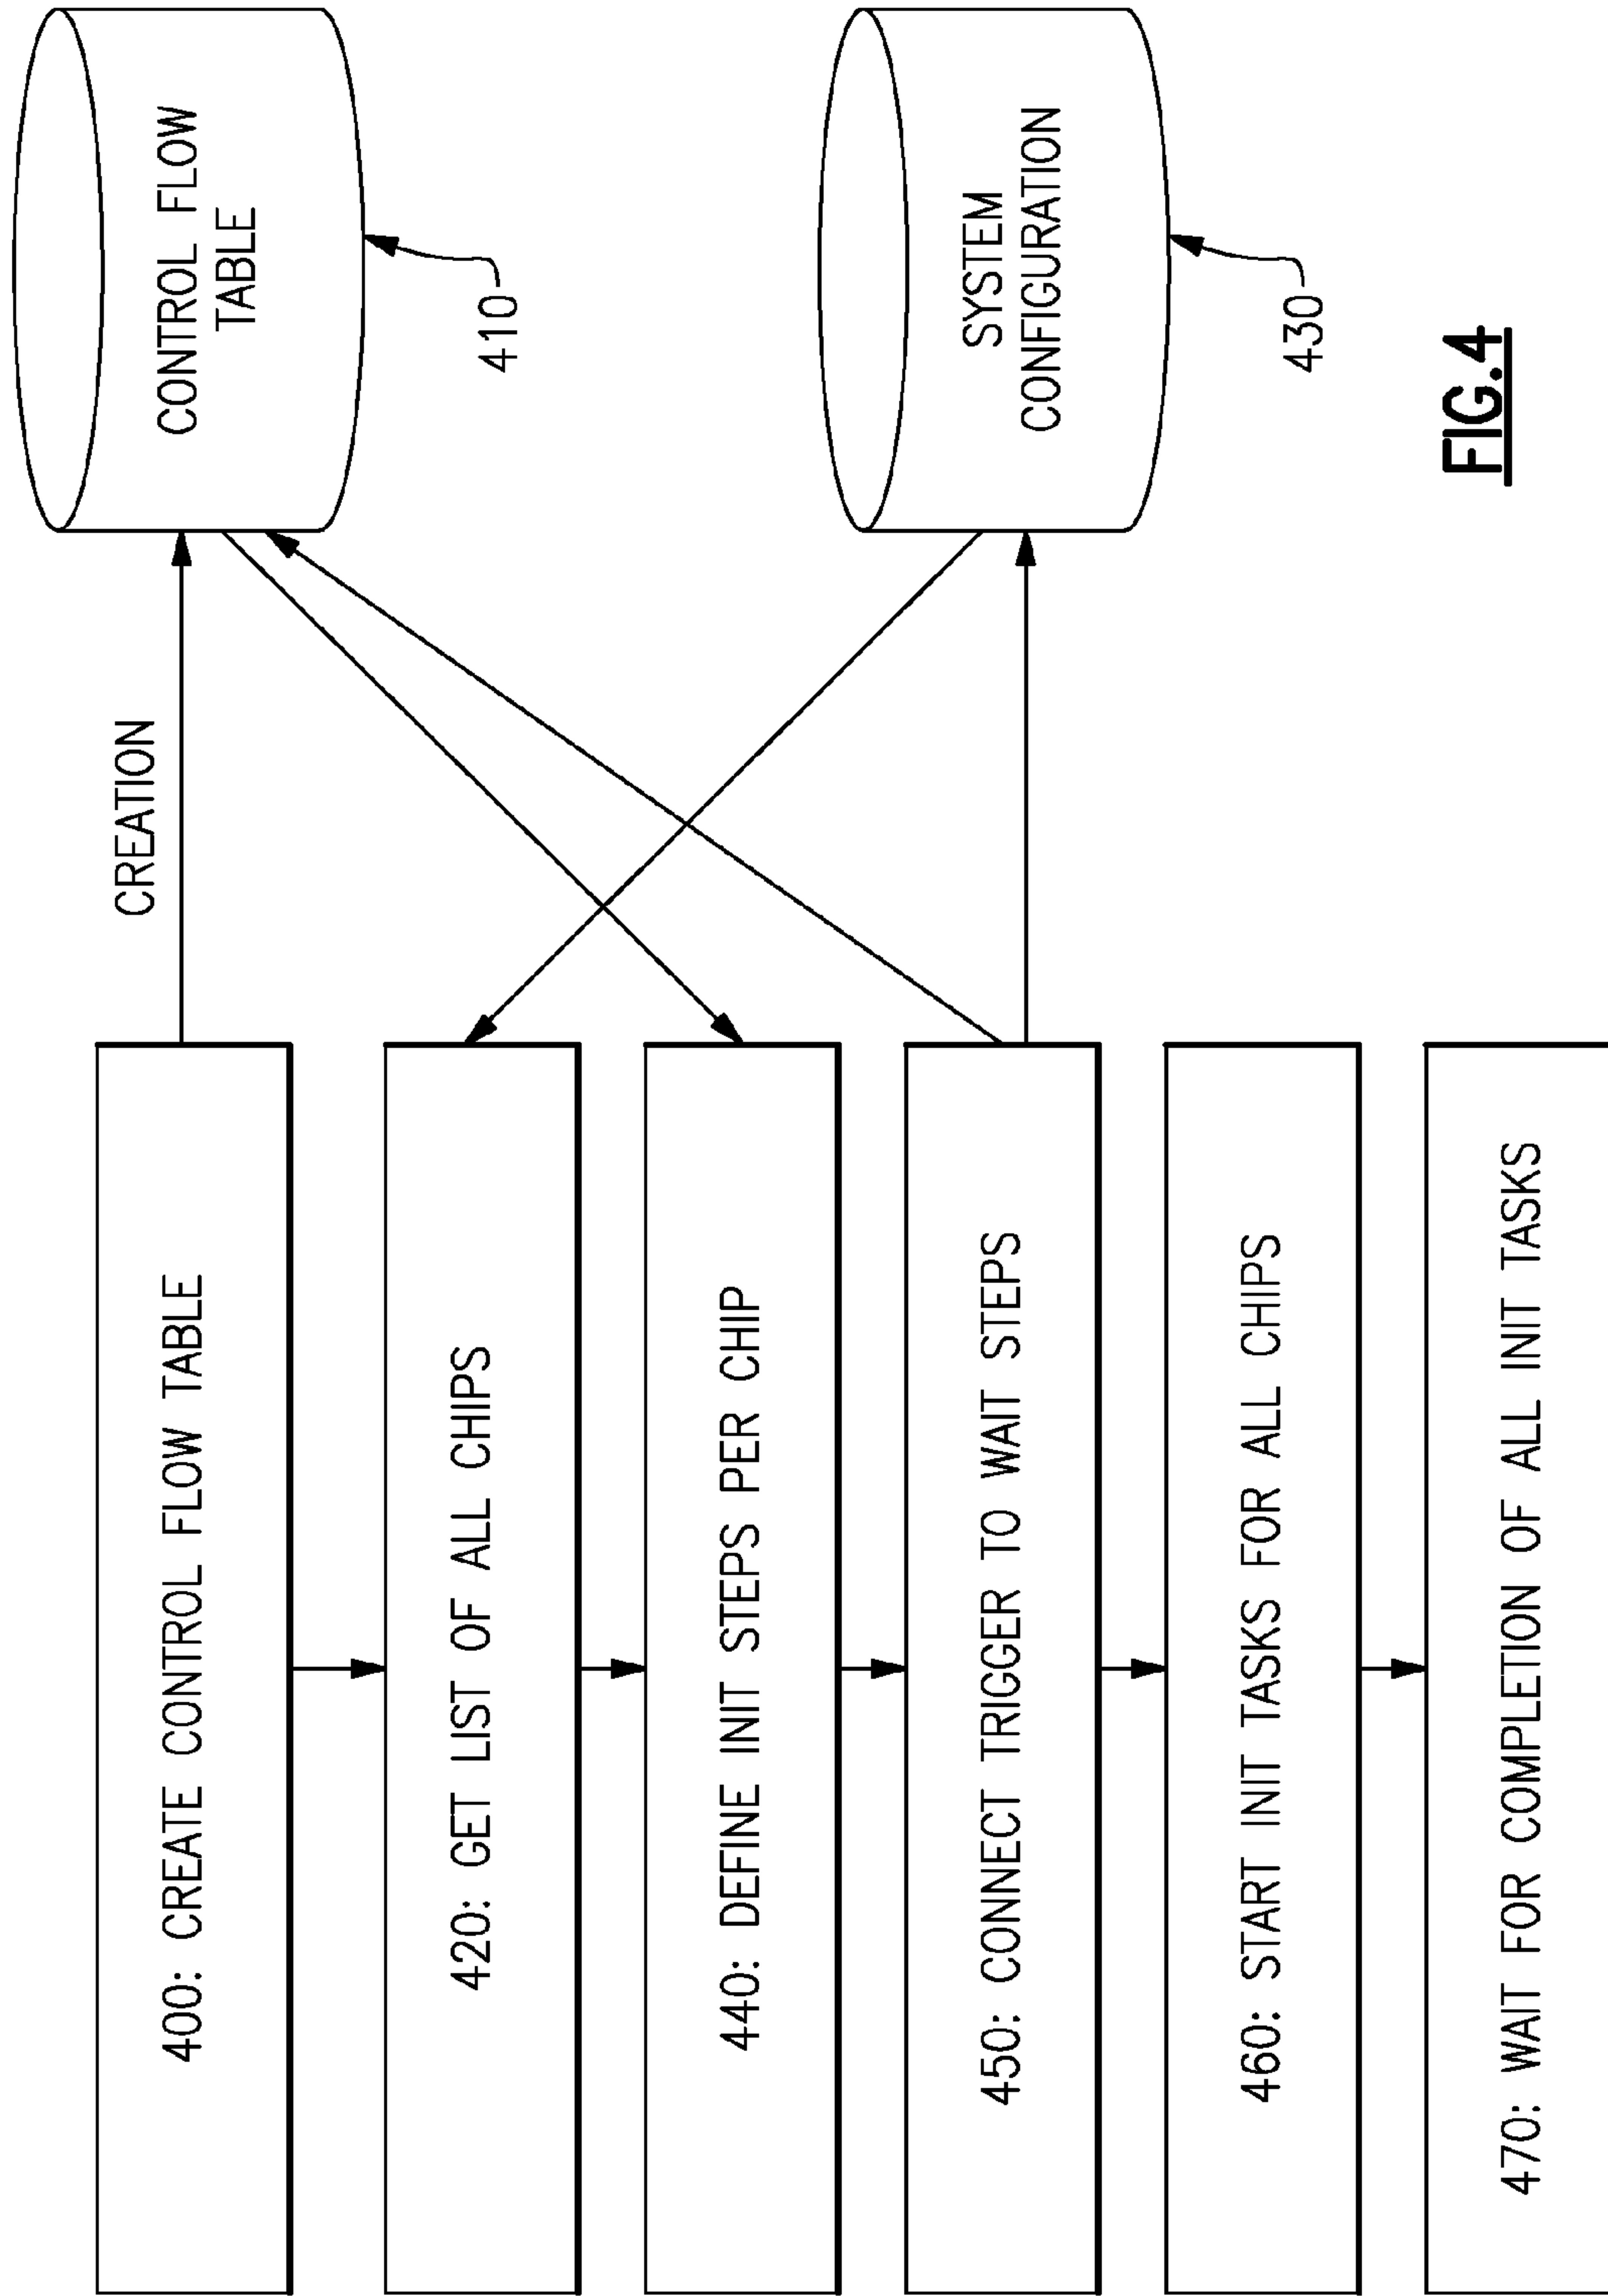 400: CREATE CONTROL FLOW TABLE
CREATION
CONTROL FLOW
TABLE
410
420: GET LIST OF ALL CHIPS
440: DEFINE INIT STEPS PER CHIP
450: CONNECT TRIGGER TO WAIT STEPS
SYSTEM
CONFIGURATION
430
460: START INIT TASKS FOR ALL CHIPS
470: WAIT FOR COMPLETION OF ALL INIT TASKS
FIG.4